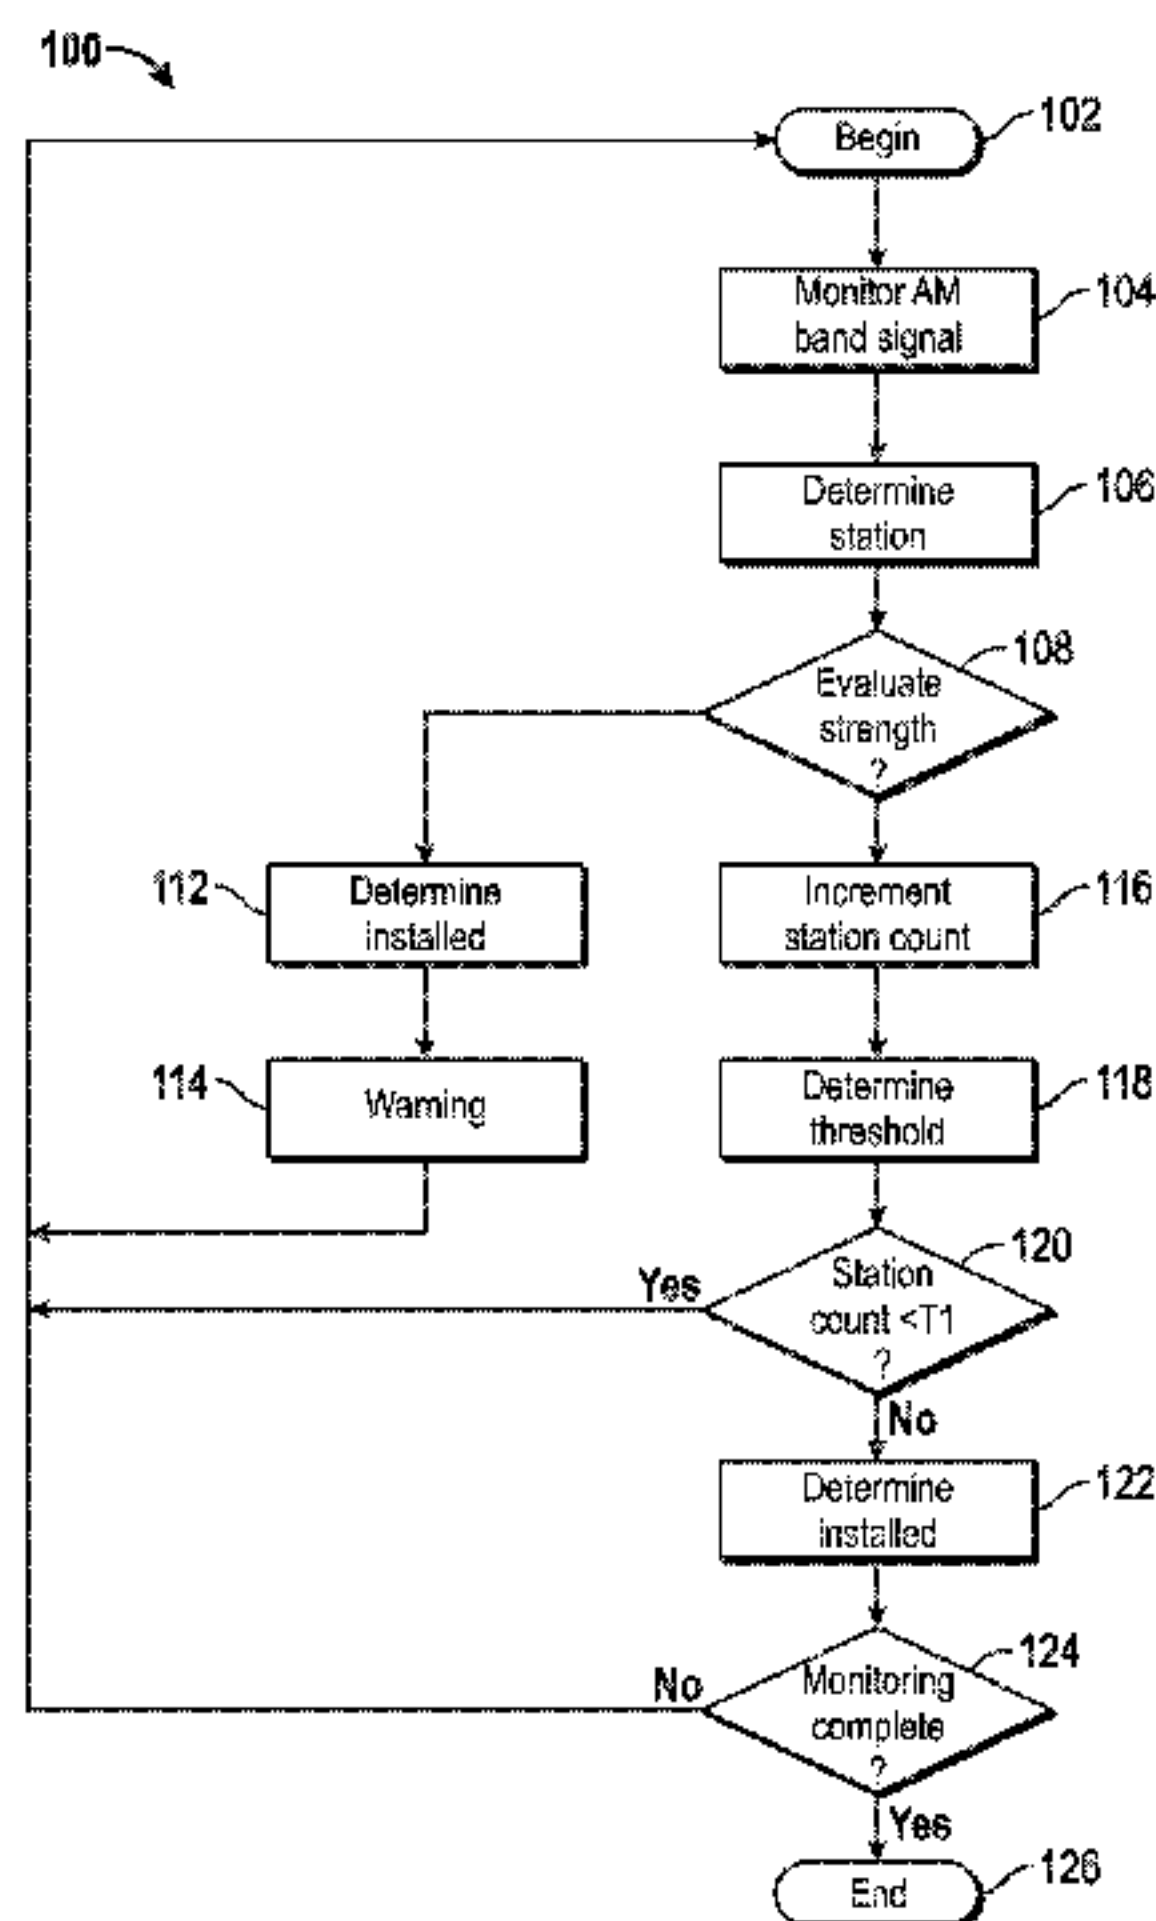 100
Begin
102
Monitor AM
band signal
104
Determine
station
106
Evaluate
strength
?
108
112
Determine
installed
Increment
station count
116
114
Warning
Determine
threshold
118
Yes
Station
count <T1
?
120
No
Determine
installed
122
No
Monitoring
complete
?
124
Yes
End
126